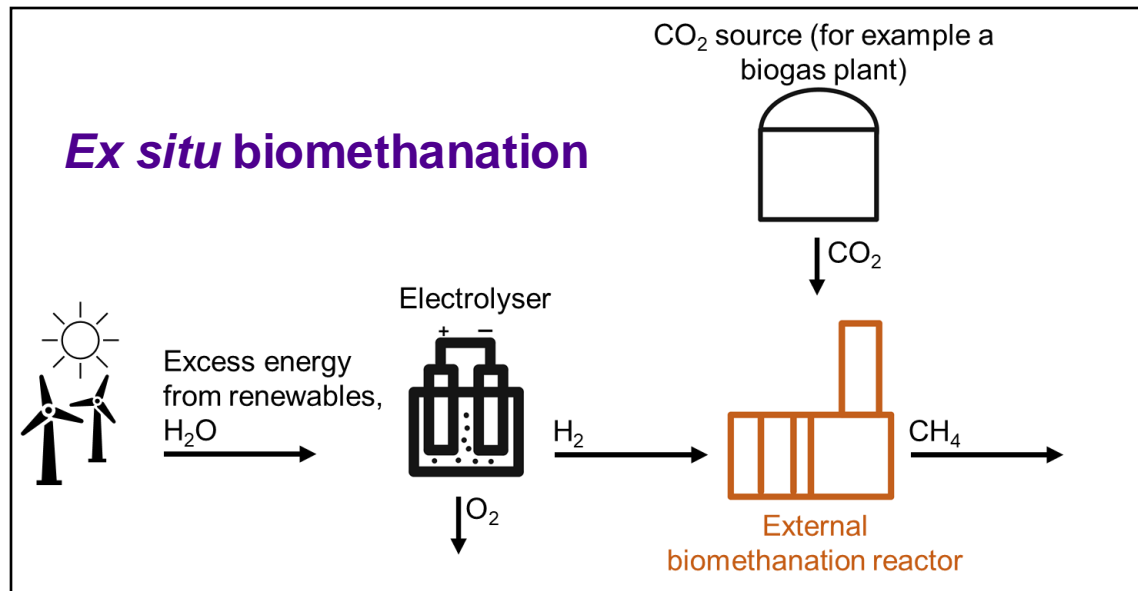 CO₂ source (for example a
biogas plant)
Ex situ biomethanation
CO₂
Electrolyser
+ −
Excess energy
from renewables,
H₂O
H₂
CH₄
O₂
External
biomethanation reactor